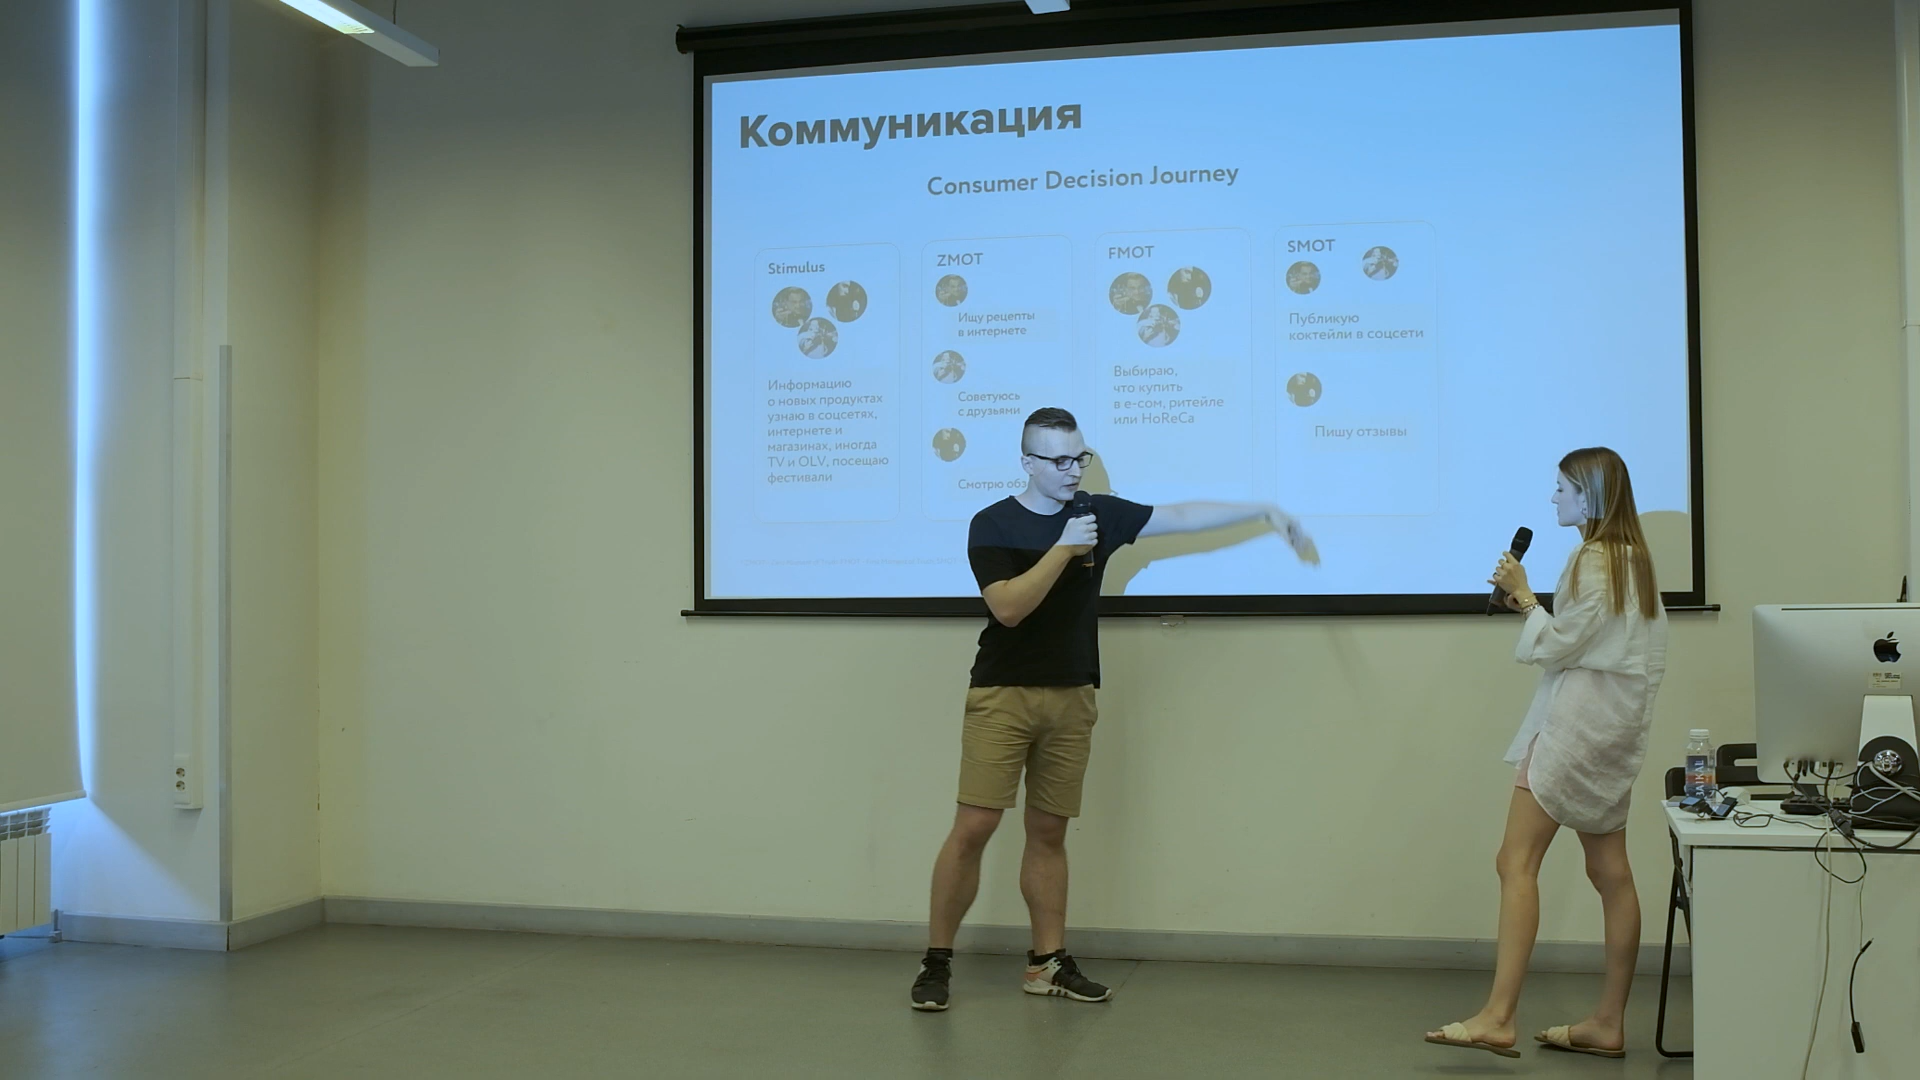 Коммуникация
Consumer Decision Journey
Stimulus
Информацию
о новых продуктах
узнаю в соцсетях,
интернете и
магазинах, иногда
TV и OLV, посещаю
фестивали
ZMOT
Ищу рецепты
в интернете
Советуюсь
с друзьями
Смотрю
FMOT
Выбираю,
что купить
в e-com, ритейле
или HoReCa
SMOT
Публикую
коктейли в соцсети
Пишу отзывы